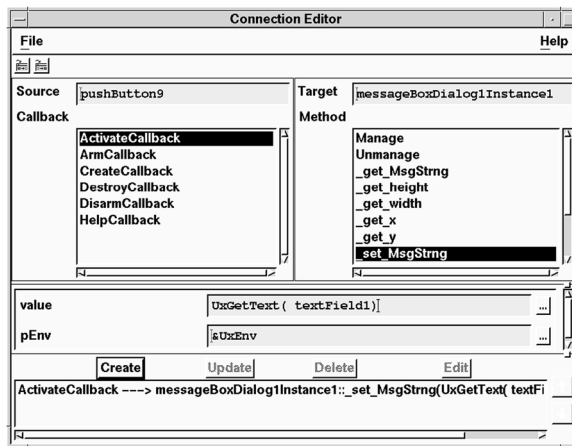 Connection Editor
File Help
Source pushButton9 Target messageBoxDialog1Instance1
Callback Method
ActivateCallback Manage
ArmCallback Unmanage
CreateCallback _get_MsgStrng
DestroyCallback _get_height
DisarmCallback _get_width
HelpCallback _get_x
_get_y
_set_MsgStrng
value UxGetText( textField1) ...
pEnv &UxEnv ...
Create Update Delete Edit
ActivateCallback ---> messageBoxDialog1Instance1::_set_MsgStrng(UxGetText( textFi